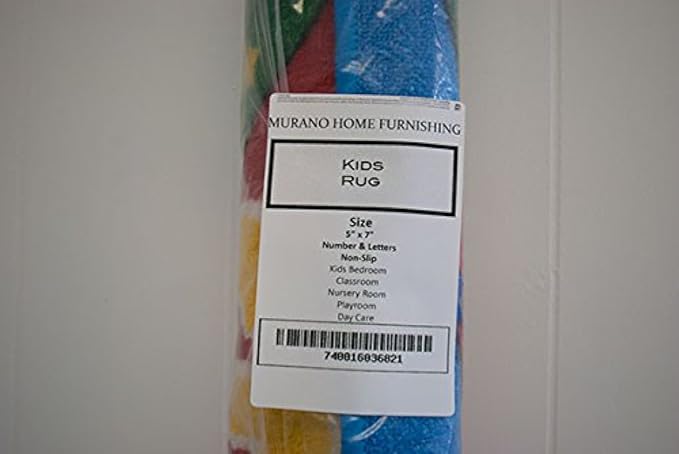 MURANO HOME FURNISHING
KIDS
RUG
Size
5" x 7"
Number & Letters
Non-Slip
Kids Bedroom
Classroom
Nursery Room
Playroom
Day Care
740016036821